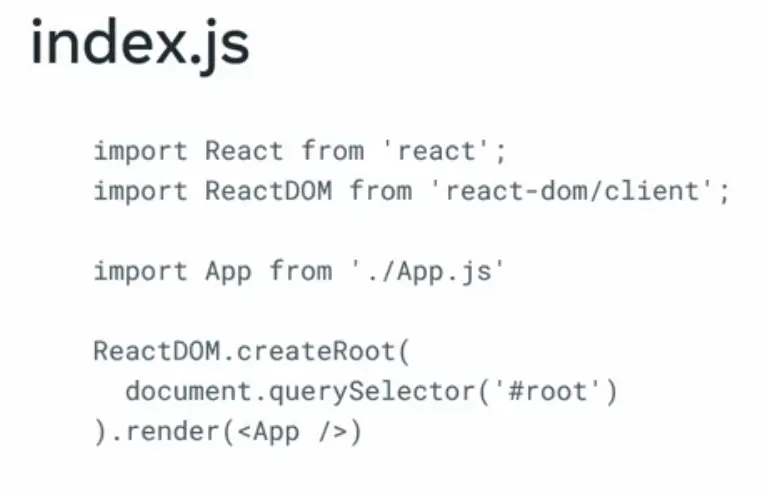 index.js
import React from 'react';
import ReactDOM from 'react-dom/client';
import App from './App.js'
ReactDOM.createRoot(
  document.querySelector('#root')
).render(<App />)